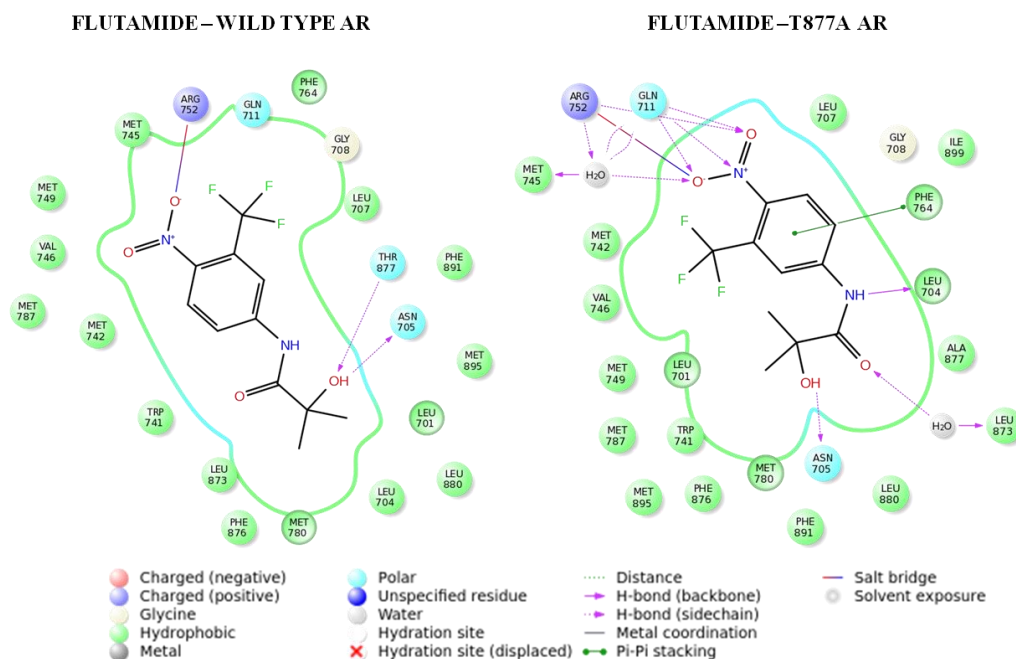 FLUTAMIDE – WILD TYPE AR
FLUTAMIDE – T877A AR
PHE
764
ARG
752
GLN
711
MET
745
GLY
708
MET
749
LEU
707
F
F
F
O-
N+
O
VAL
746
THR
877
PHE
891
MET
787
MET
742
ASN
705
NH
MET
895
OH
O
LEU
701
TRP
741
LEU
873
LEU
880
LEU
704
PHE
876
MET
780
ARG
752
GLN
711
LEU
707
O
GLY
708
ILE
899
MET
745
H₂O
O-
N+
PHE
764
F
F
F
MET
742
LEU
704
NH
VAL
746
ALA
877
LEU
701
MET
749
O
OH
H₂O
LEU
873
MET
787
TRP
741
ASN
705
MET
780
MET
895
PHE
876
LEU
880
PHE
891
Charged (negative)
Charged (positive)
Glycine
Hydrophobic
Metal
Polar
Unspecified residue
Water
Hydration site
Hydration site (displaced)
Distance
H-bond (backbone)
H-bond (sidechain)
Metal coordination
Pi-Pi stacking
Salt bridge
Solvent exposure